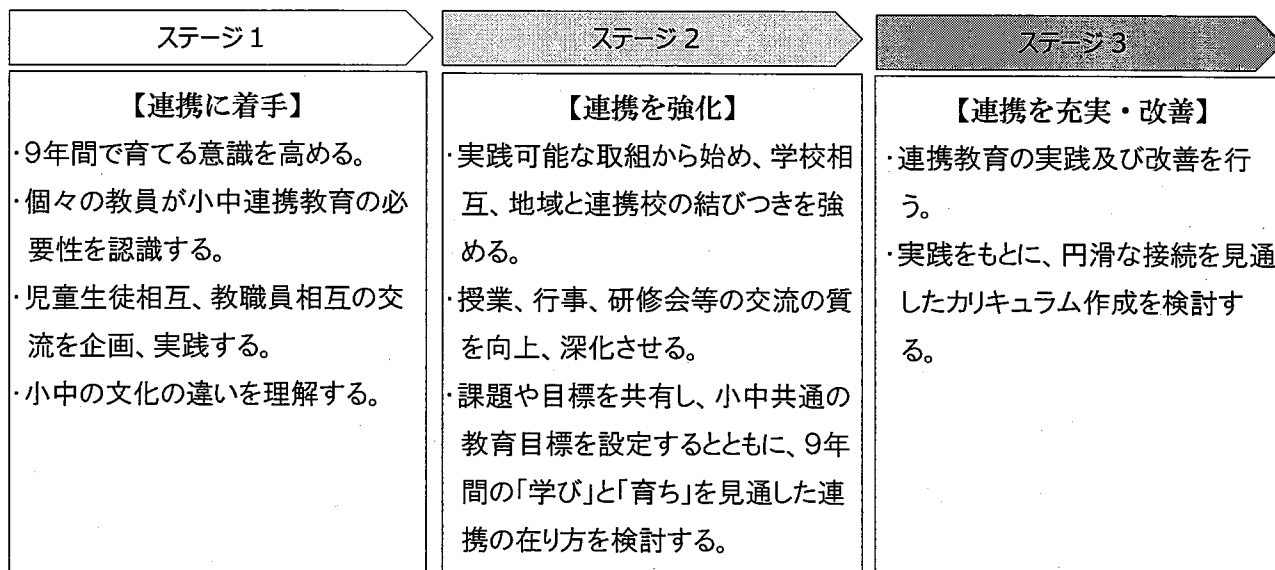 ステージ1
【連携に着手】
・9年間で育てる意識を高める。
・個々の教員が小中連携教育の必
要性を認識する。
・児童生徒相互、教職員相互の交
流を企画、実践する。
・小中の文化の違いを理解する。
ステージ2
【連携を強化】
・実践可能な取組から始め、学校相
互、地域と連携校の結びつきを強
める。
・授業、行事、研修会等の交流の質
を向上、深化させる。
・課題や目標を共有し、小中共通の
教育目標を設定するとともに、9年
間の「学び」と「育ち」を見通した連
携の在り方を検討する。
ステージ3
【連携を充実・改善】
・連携教育の実践及び改善を行
う。
・実践をもとに、円滑な接続を見通
したカリキュラム作成を検討す
る。